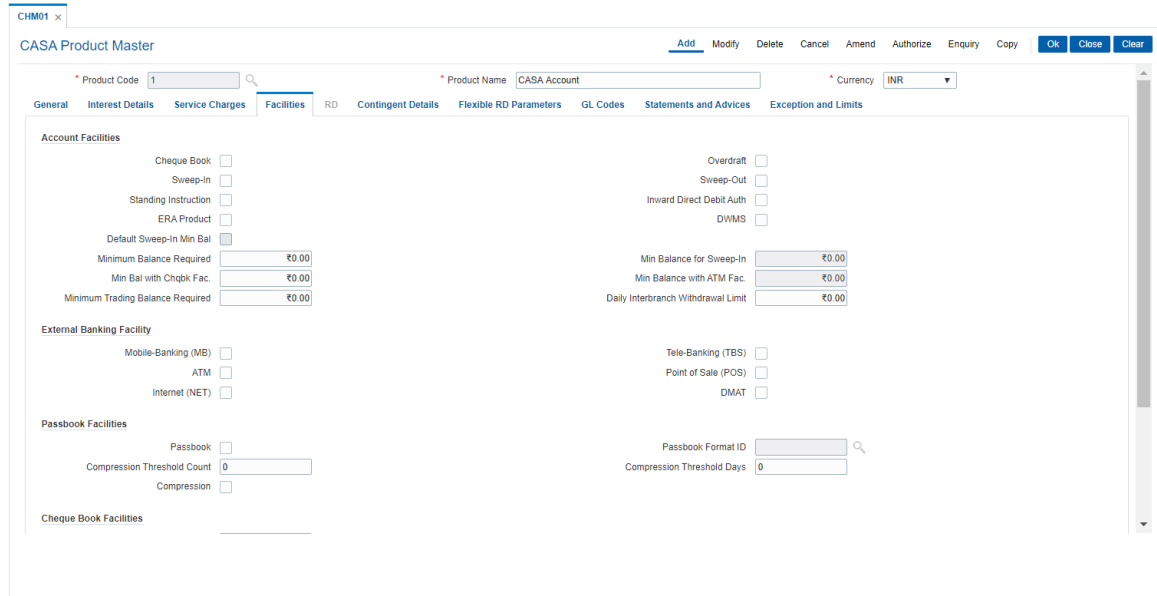 CHM01 ×
CASA Product Master Add Modify Delete Cancel Amend Authorize Enquiry Copy Ok Close Clear
* Product Code 1 * Product Name CASA Account * Currency INR
General Interest Details Service Charges Facilities RD Contingent Details Flexible RD Parameters GL Codes Statements and Advices Exception and Limits
Account Facilities
Cheque Book Overdraft
Sweep-In Sweep-Out
Standing Instruction Inward Direct Debit Auth
ERA Product DWMS
Default Sweep-In Min Bal
Minimum Balance Required ₹0.00 Min Balance for Sweep-In ₹0.00
Min Bal with Chqbk Fac. ₹0.00 Min Balance with ATM Fac. ₹0.00
Minimum Trading Balance Required ₹0.00 Daily Interbranch Withdrawal Limit ₹0.00
External Banking Facility
Mobile-Banking (MB) Tele-Banking (TBS)
ATM Point of Sale (POS)
Internet (NET) DMAT
Passbook Facilities
Passbook Passbook Format ID
Compression Threshold Count 0 Compression Threshold Days 0
Compression
Cheque Book Facilities